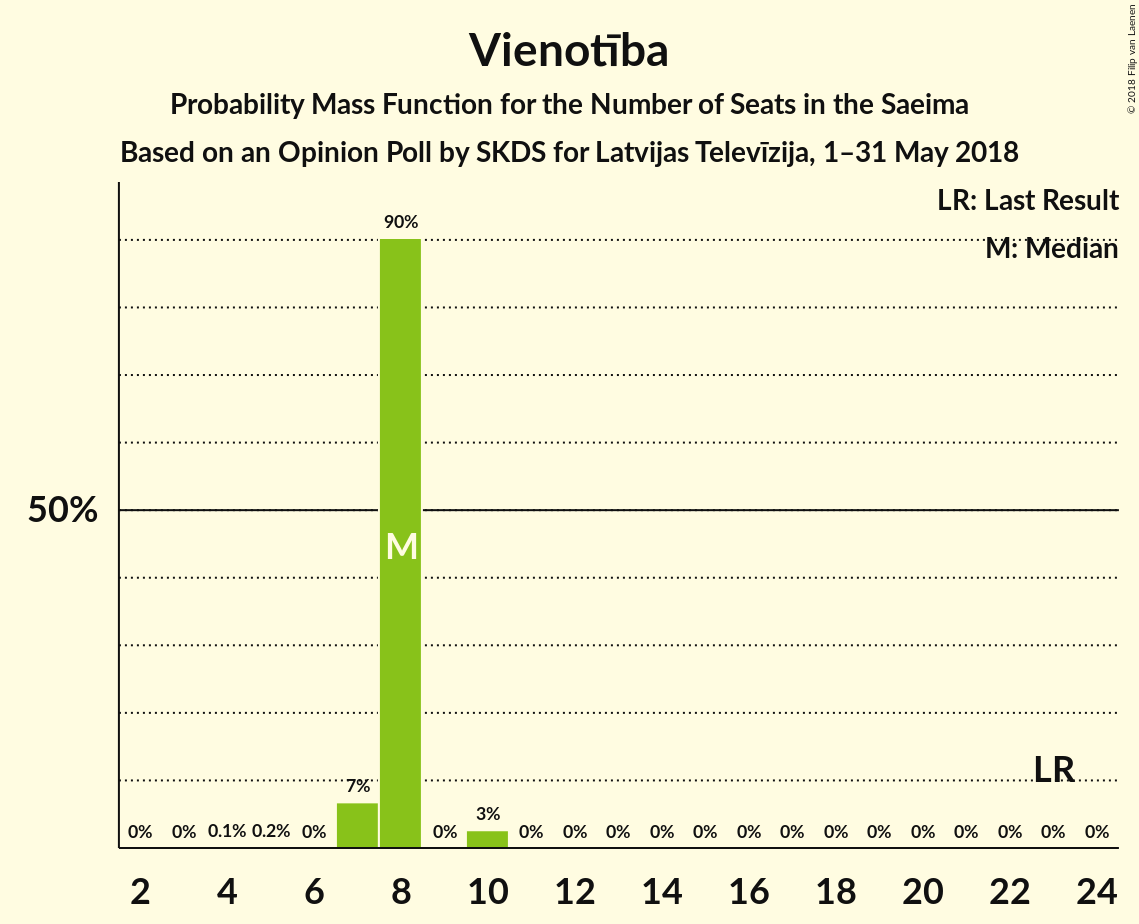 Vienotība
Probability Mass Function for the Number of Seats in the Saeima
Based on an Opinion Poll by SKDS for Latvijas Televīzija, 1–31 May 2018
© 2018 Filip van Laenen
LR: Last Result
M: Median
90%
50%
M
LR
7%
3%
0% 0% 0.1% 0.2% 0% 0% 0% 0% 0% 0% 0% 0% 0% 0% 0% 0% 0% 0% 0% 0%
2 4 6 8 10 12 14 16 18 20 22 24